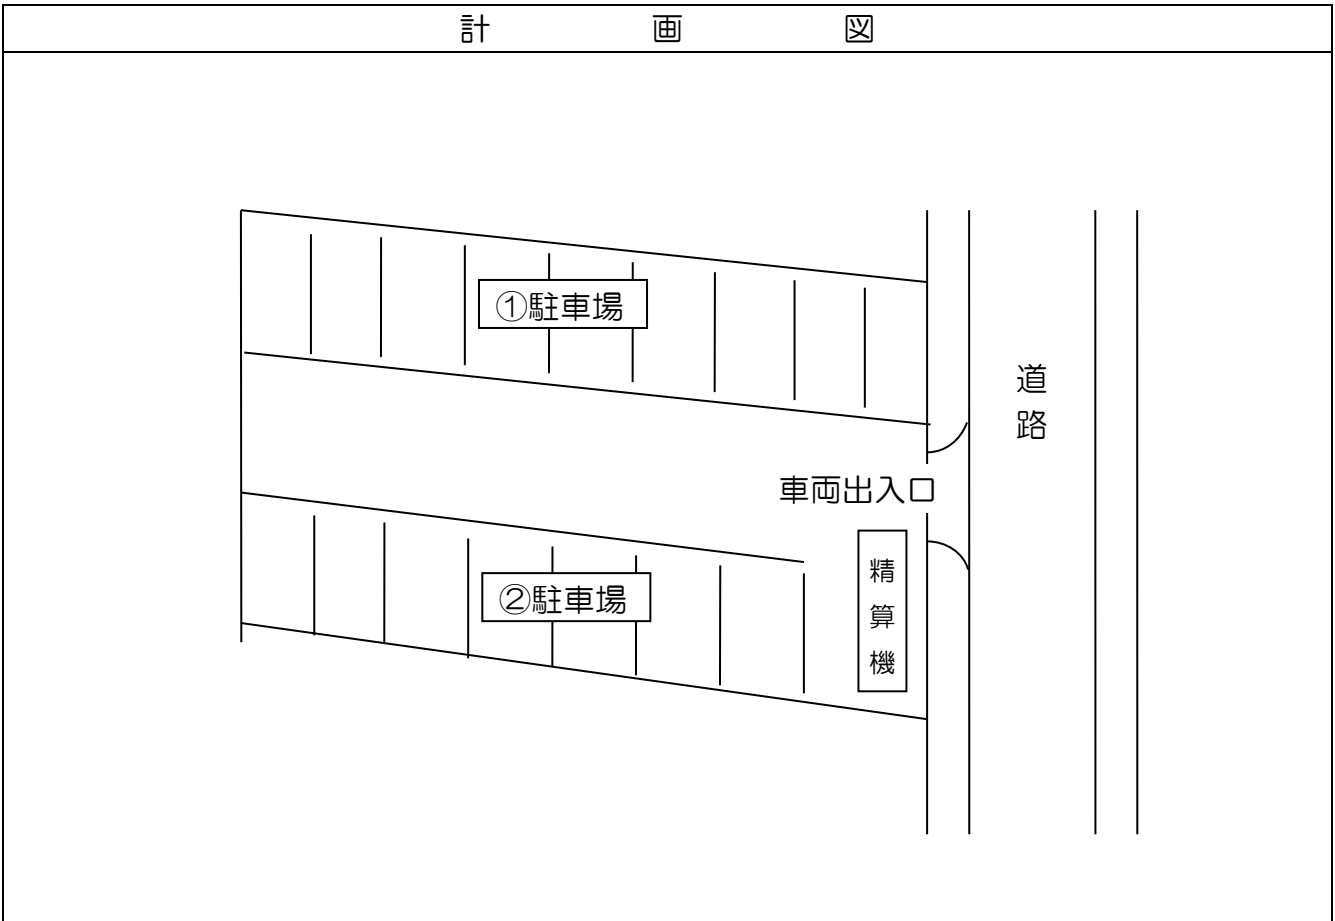 計画図
①駐車場
道路
車両出入口
②駐車場
精算機